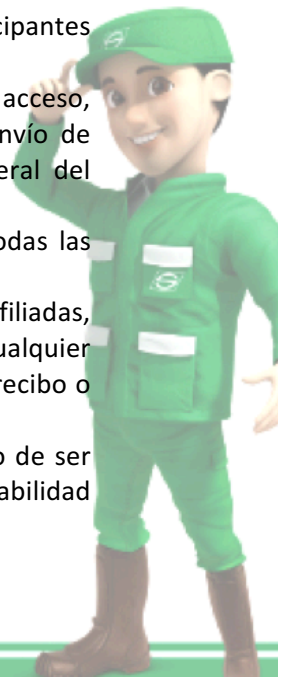 cipantes
acceso,
nvío de
eral del
odas las
filiadas,
ualquier
recibo o
o de ser
abilidad